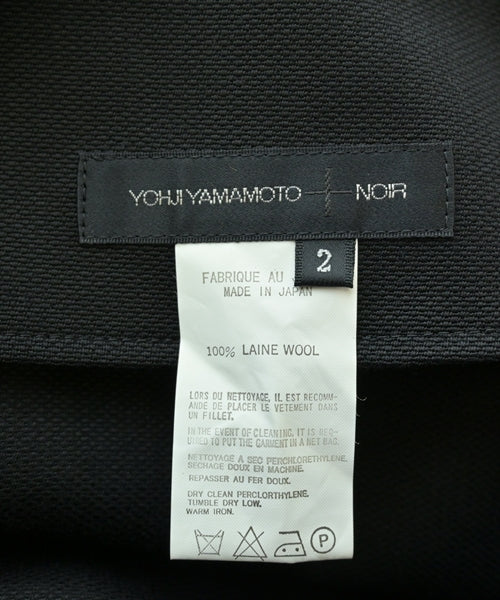 YOHJI YAMAMOTO NOIR
2
FABRIQUE AU J
MADE IN JAPAN
100% LAINE WOOL
LORS DU NETTOYAGE, IL EST RECOMM-
ANDE DE PLACER LE VETEMENT DANS
UN FILLET.
IN THE EVENT OF CLEANING, IT IS REQ-
UIRED TO PUT THE GARMENT IN A NET BAG.
NETTOYAGE A SEC PERCHLORETHYLENE.
SECHAGE DOUX EN MACHINE.
REPASSER AU FER DOUX.
DRY CLEAN PERCLORTHYLENE.
TUMBLE DRY LOW.
WARM IRON.
P